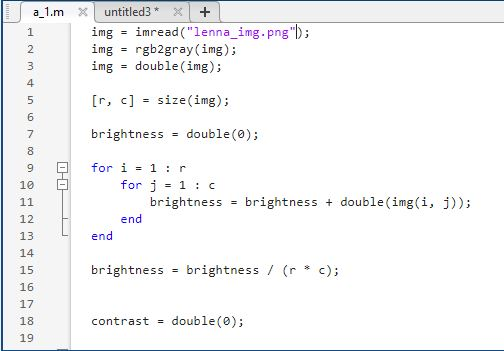 a_1.m × untitled3 * × +
1 img = imread("lenna_img.png");
2 img = rgb2gray(img);
3 img = double(img);
4
5 [r, c] = size(img);
6
7 brightness = double(0);
8
9 for i = 1 : r
10 for j = 1 : c
11 brightness = brightness + double(img(i, j));
12 end
13 end
14
15 brightness = brightness / (r * c);
16
17
18 contrast = double(0);
19